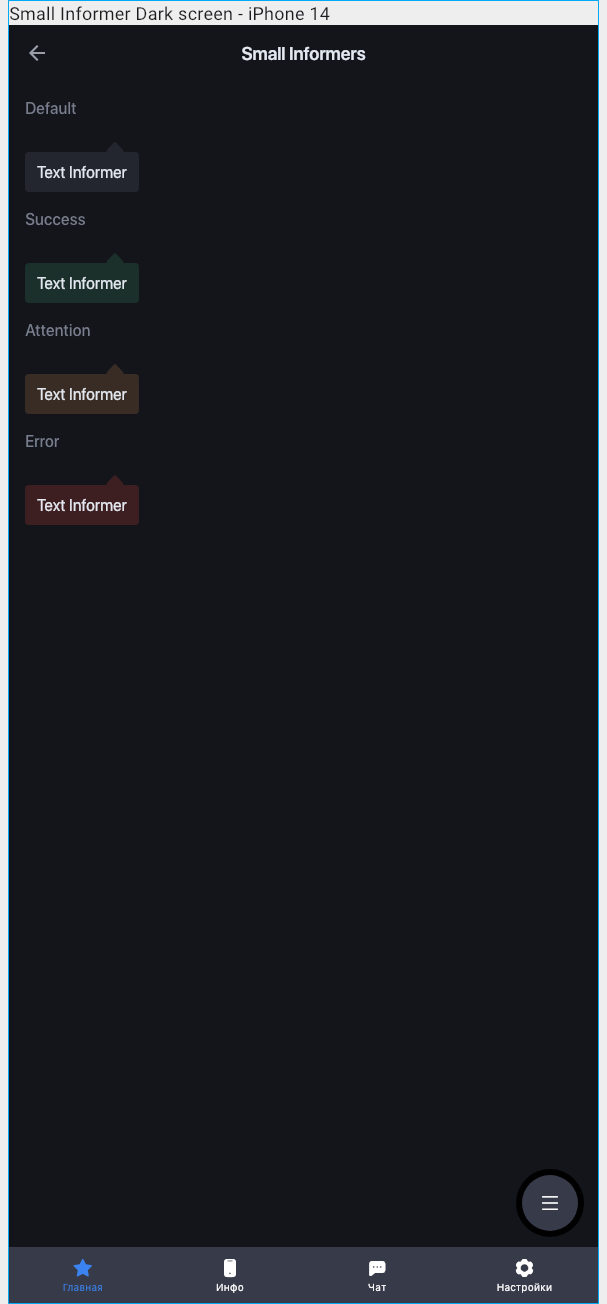 Small Informer Dark screen - iPhone 14
Small Informers
Default
Text Informer
Success
Text Informer
Attention
Text Informer
Error
Text Informer
Главная Инфо Чат Настройки